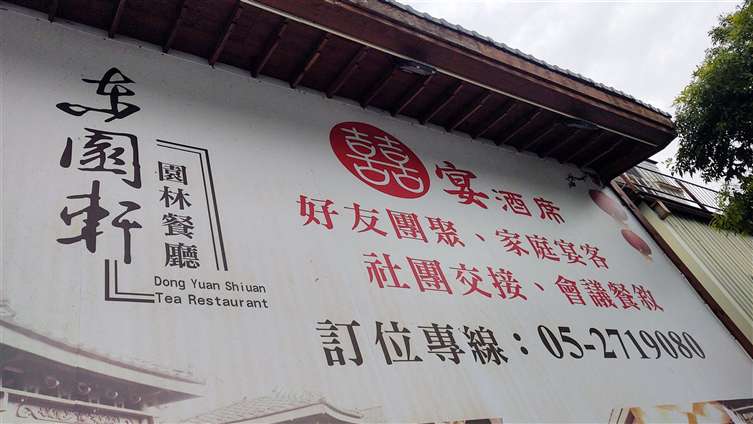 东園軒
園林餐廳
Dong Yuan Shiuan
Tea Restaurant
囍宴酒席
好友團聚、家庭宴客
社團交接、會議餐敘
訂位專線：05-2719080